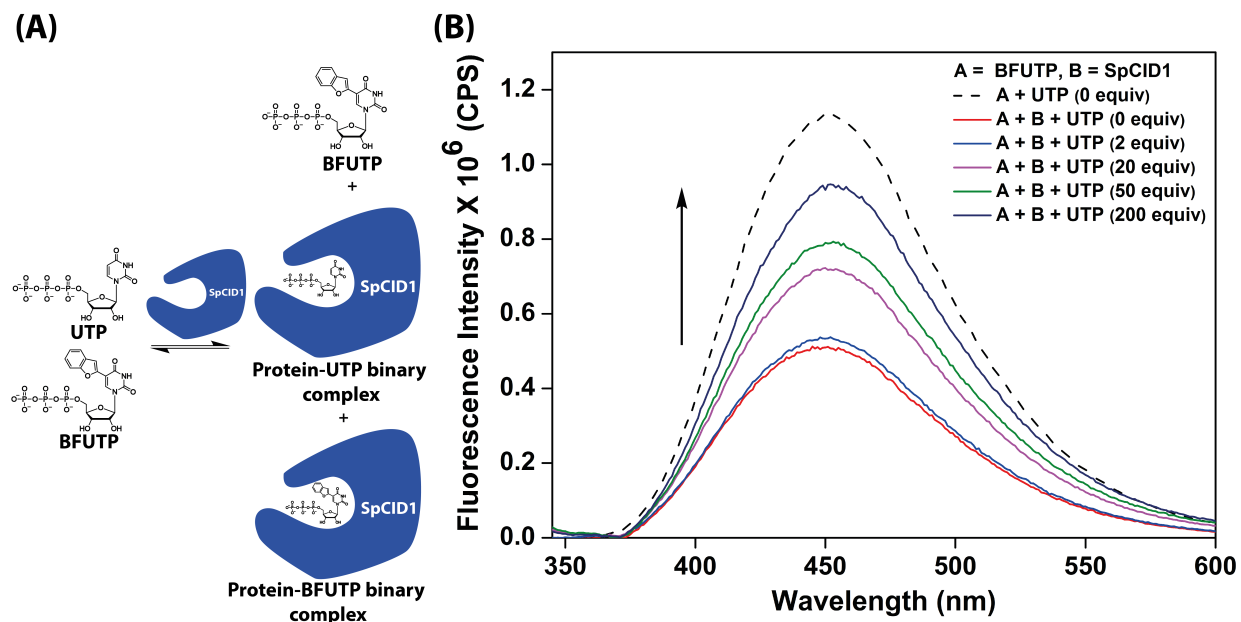 (A)
(B)
BFUTP
+
UTP
BFUTP
SpCID1
SpCID1
Protein-UTP binary
complex
+
SpCID1
Protein-BFUTP binary
complex
Fluorescence Intensity X 10⁶ (CPS)
1.2
1.0
0.8
0.6
0.4
0.2
0.0
350
400
450
500
550
600
Wavelength (nm)
A = BFUTP, B = SpCID1
A + UTP (0 equiv)
A + B + UTP (0 equiv)
A + B + UTP (2 equiv)
A + B + UTP (20 equiv)
A + B + UTP (50 equiv)
A + B + UTP (200 equiv)